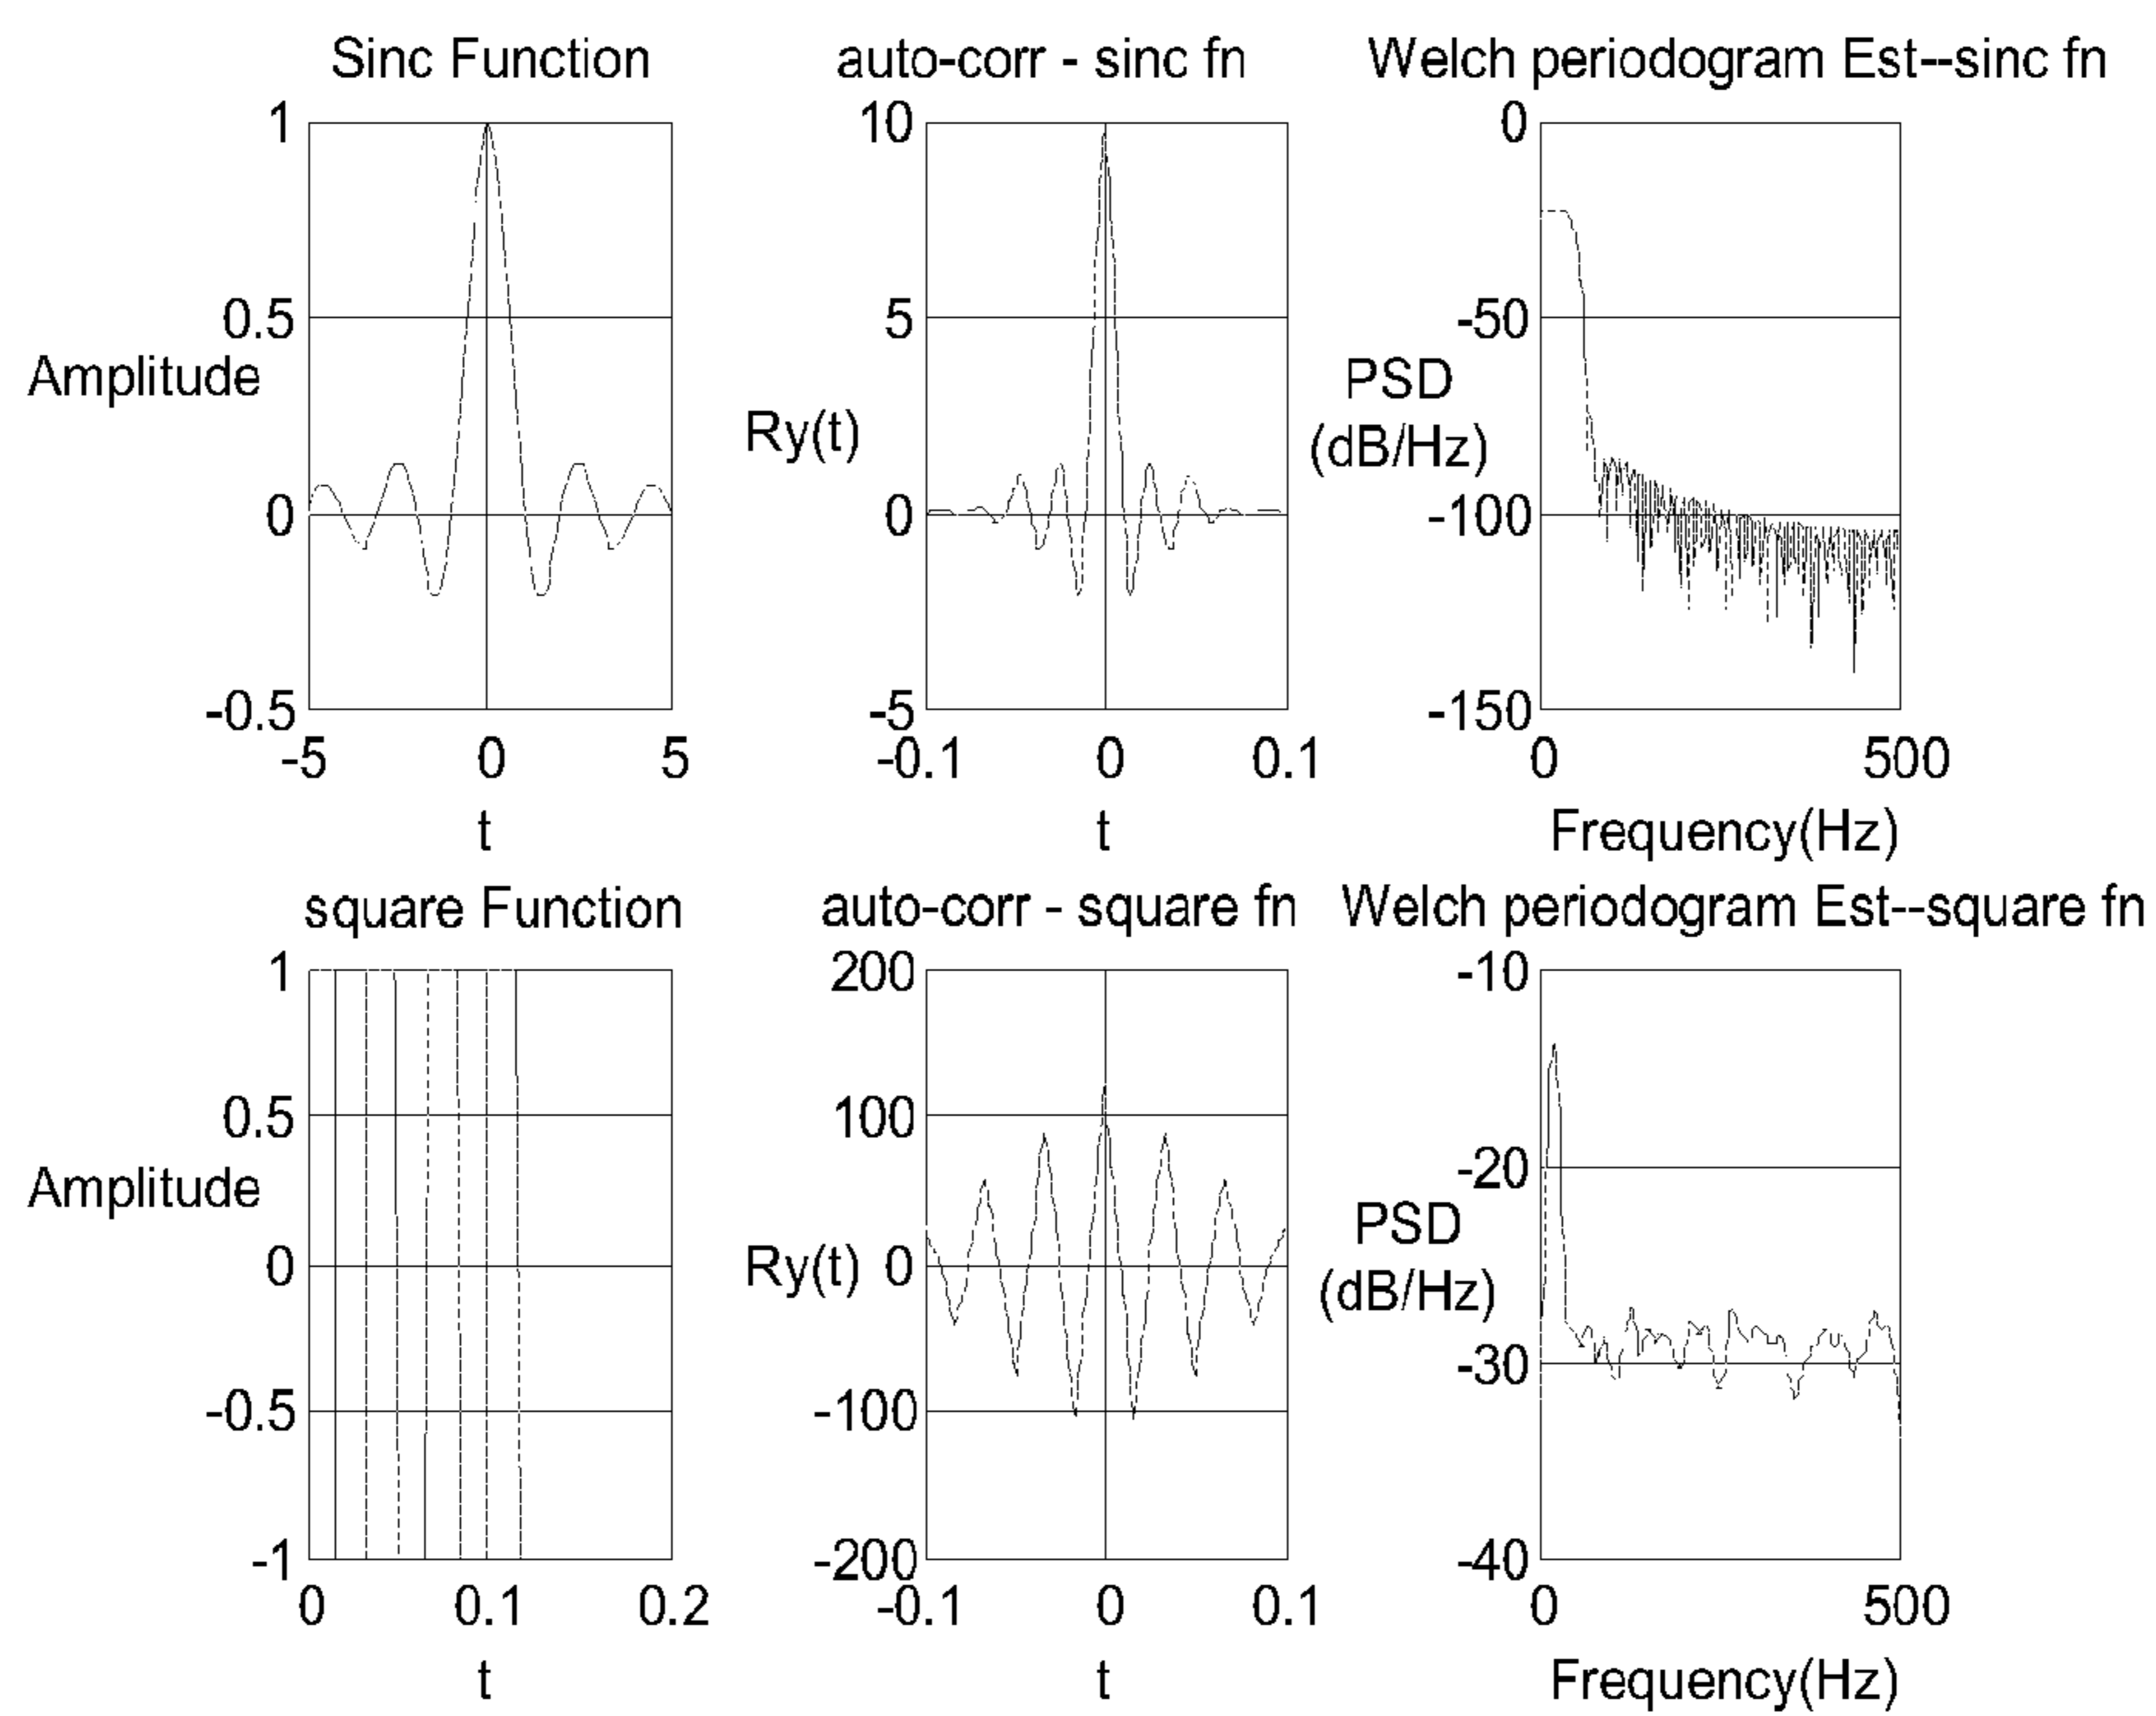 Sinc Function
1
0.5
Amplitude
0
-0.5
-5 0 5
t
auto-corr - sinc fn
10
5
Ry(t)
0
-5
-0.1 0 0.1
t
Welch periodogram Est--sinc fn
0
-50
PSD
(dB/Hz)
-100
-150
0 500
Frequency(Hz)
square Function
1
0.5
Amplitude
0
-0.5
-1
0 0.1 0.2
t
auto-corr - square fn
200
100
Ry(t) 0
-100
-200
-0.1 0 0.1
t
Welch periodogram Est--square fn
-10
-20
PSD
(dB/Hz)
-30
-40
0 500
Frequency(Hz)